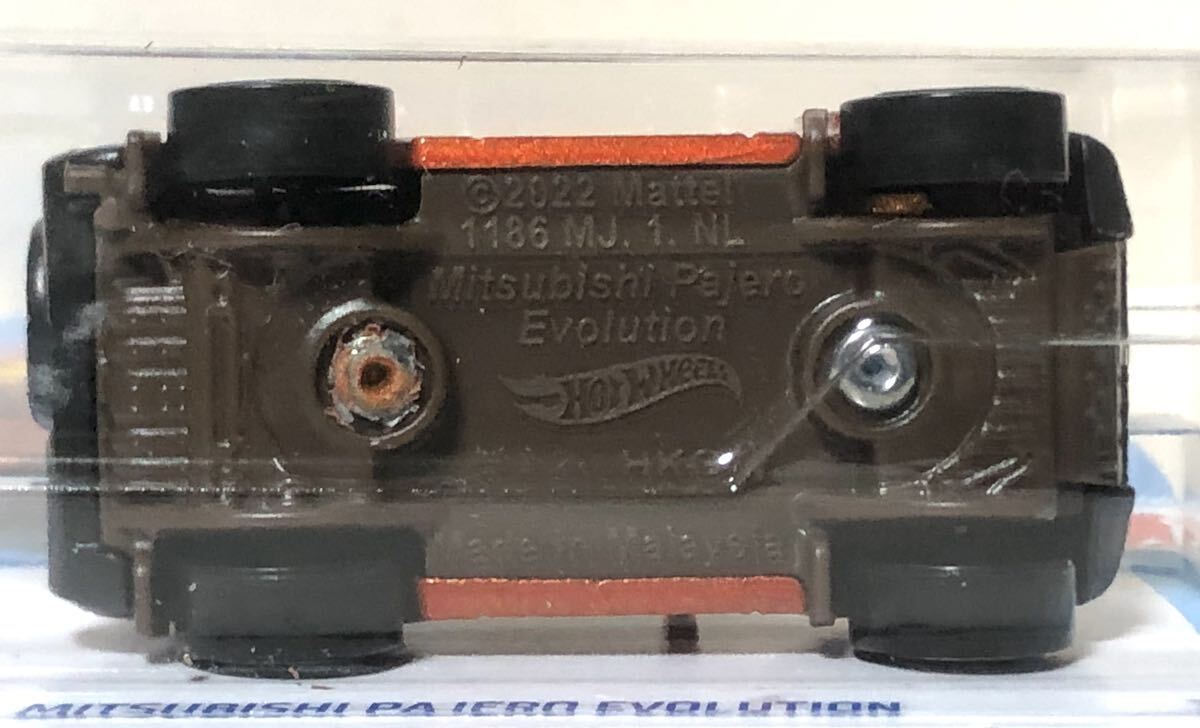 ©2022 Mattel
1186 MJ. 1. NL
Mitsubishi Pajero
Evolution
HOT WHEELS
Made in Malaysia
MITSUBISHI PAJERO EVOLUTION